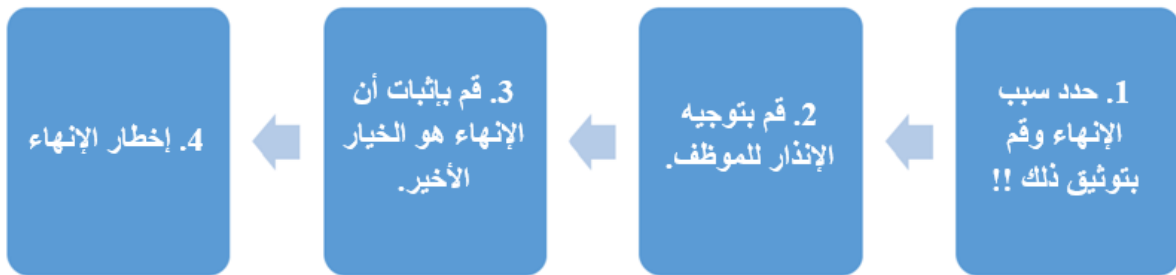 1. حدد سبب
الإنهاء وقم
بتوثيق ذلك !!
2. قم بتوجيه
الإنذار للموظف.
3. قم بإثبات أن
الإنهاء هو الخيار
الأخير.
4. إخطار الإنهاء